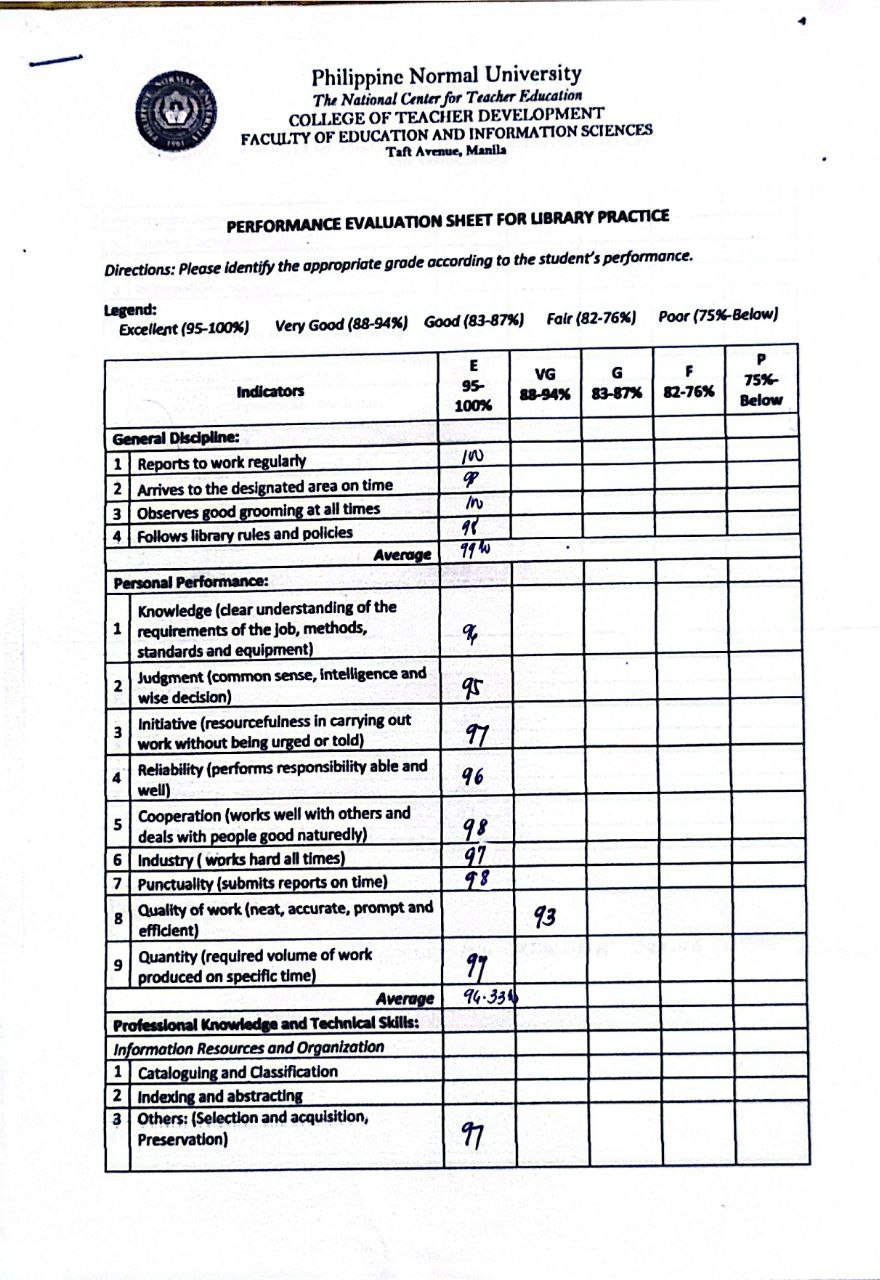 Philippine Normal University
The National Center for Teacher Education
COLLEGE OF TEACHER DEVELOPMENT
FACULTY OF EDUCATION AND INFORMATION SCIENCES
Taft Avenue, Manila
PHILIPPINE NORMAL UNIVERSITY
1901
PERFORMANCE EVALUATION SHEET FOR LIBRARY PRACTICE
Directions: Please identify the appropriate grade according to the student's performance.
Legend:
Excellent (95-100%) Very Good (88-94%) Good (83-87%) Fair (82-76%) Poor (75%-Below)
Indicators E 95-100% VG 88-94% G 83-87% F 82-76% P 75%-Below
General Discipline:
1 Reports to work regularly 100
2 Arrives to the designated area on time 98
3 Observes good grooming at all times 100
4 Follows library rules and policies 98
Average 99%
Personal Performance:
1 Knowledge (clear understanding of the
requirements of the job, methods, 96
standards and equipment)
2 Judgment (common sense, intelligence and
wise decision) 95
3 Initiative (resourcefulness in carrying out
work without being urged or told) 97
4 Reliability (performs responsibility able and
well) 96
5 Cooperation (works well with others and
deals with people good naturedly) 98
6 Industry ( works hard all times) 97
7 Punctuality (submits reports on time) 98
8 Quality of work (neat, accurate, prompt and
efficient) 93
9 Quantity (required volume of work
produced on specific time) 97
Average 96.33%
Professional Knowledge and Technical Skills:
Information Resources and Organization
1 Cataloguing and Classification
2 Indexing and abstracting
3 Others: (Selection and acquisition,
Preservation) 97